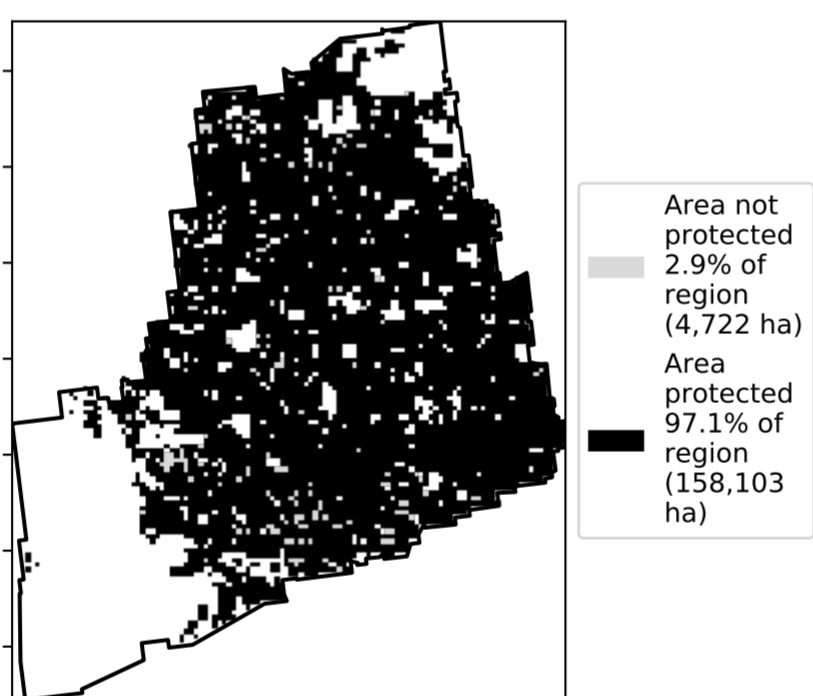 Area not
protected
2.9% of
region
(4,722 ha)
Area
protected
97.1% of
region
(158,103
ha)